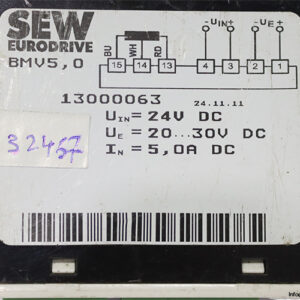 SEW
EURODRIVE
BMV5,0
-UIN+ -UE+
BU WH RD
15 14 13 4 3 2 1
13000063 24.11.11
UIN= 24V DC
UE = 20...30V DC
IN = 5,0A DC
32457